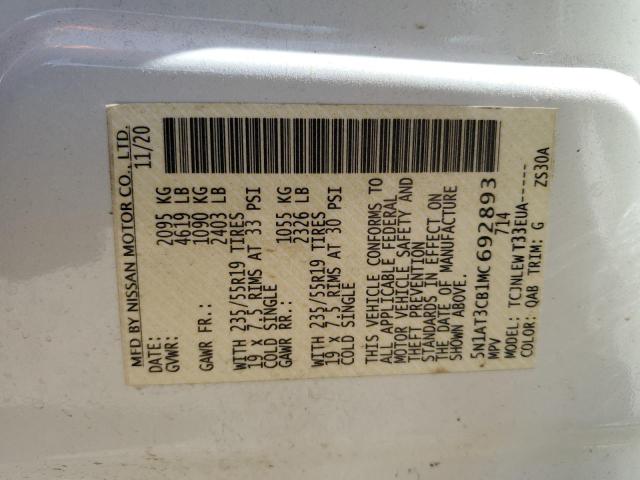 MFD BY NISSAN MOTOR CO., LTD.
DATE: 11/20
GVWR: 2095 KG
4619 LB
GAWR FR: 1090 KG
2403 LB
WITH 235/55R19 TIRES
19 X 7.5 RIMS AT 33 PSI
COLD SINGLE
GAWR RR: 1055 KG
2326 LB
WITH 235/55R19 TIRES
19 X 7.5 RIMS AT 30 PSI
COLD SINGLE
THIS VEHICLE CONFORMS TO
ALL APPLICABLE FEDERAL
MOTOR VEHICLE SAFETY AND
THEFT PREVENTION
STANDARDS IN EFFECT ON
THE DATE OF MANUFACTURE
SHOWN ABOVE.
5N1AT3CB1MC692893
MPV 714
MODEL: TCJNLEWT33EUA-----
COLOR: QAB TRIM: G ZS30A